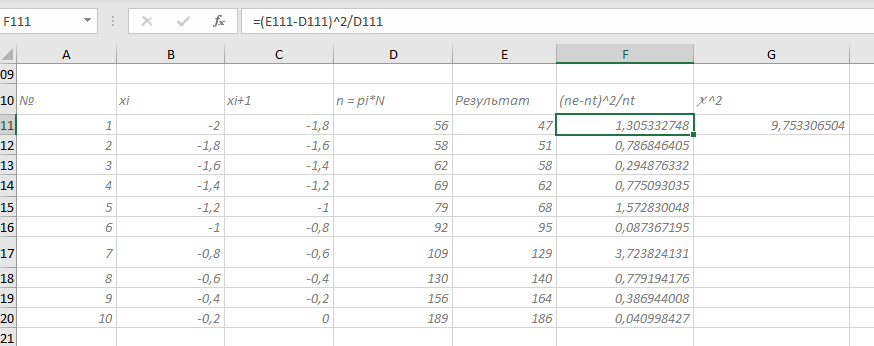 F111 fx =(E111-D111)^2/D111
A B C D E F G
09
10 № xi xi+1 n = pi*N Результат (ne-nt)^2/nt χ^2
11 1 -2 -1,8 56 47 1,305332748 9,753306504
12 2 -1,8 -1,6 58 51 0,786846405
13 3 -1,6 -1,4 62 58 0,294876332
14 4 -1,4 -1,2 69 62 0,775093035
15 5 -1,2 -1 79 68 1,572830048
16 6 -1 -0,8 92 95 0,087367195
17 7 -0,8 -0,6 109 129 3,723824131
18 8 -0,6 -0,4 130 140 0,779194176
19 9 -0,4 -0,2 156 164 0,386944008
20 10 -0,2 0 189 186 0,040998427
21